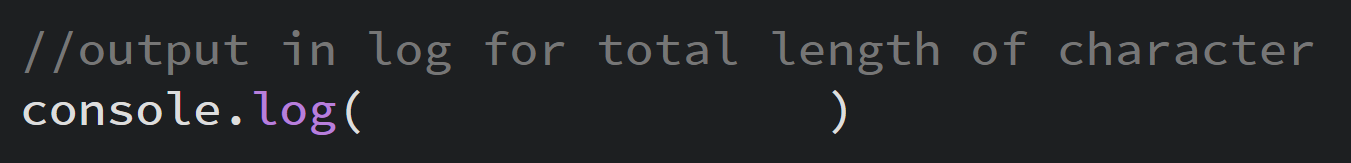 //output in log for total length of character
console.log(                )